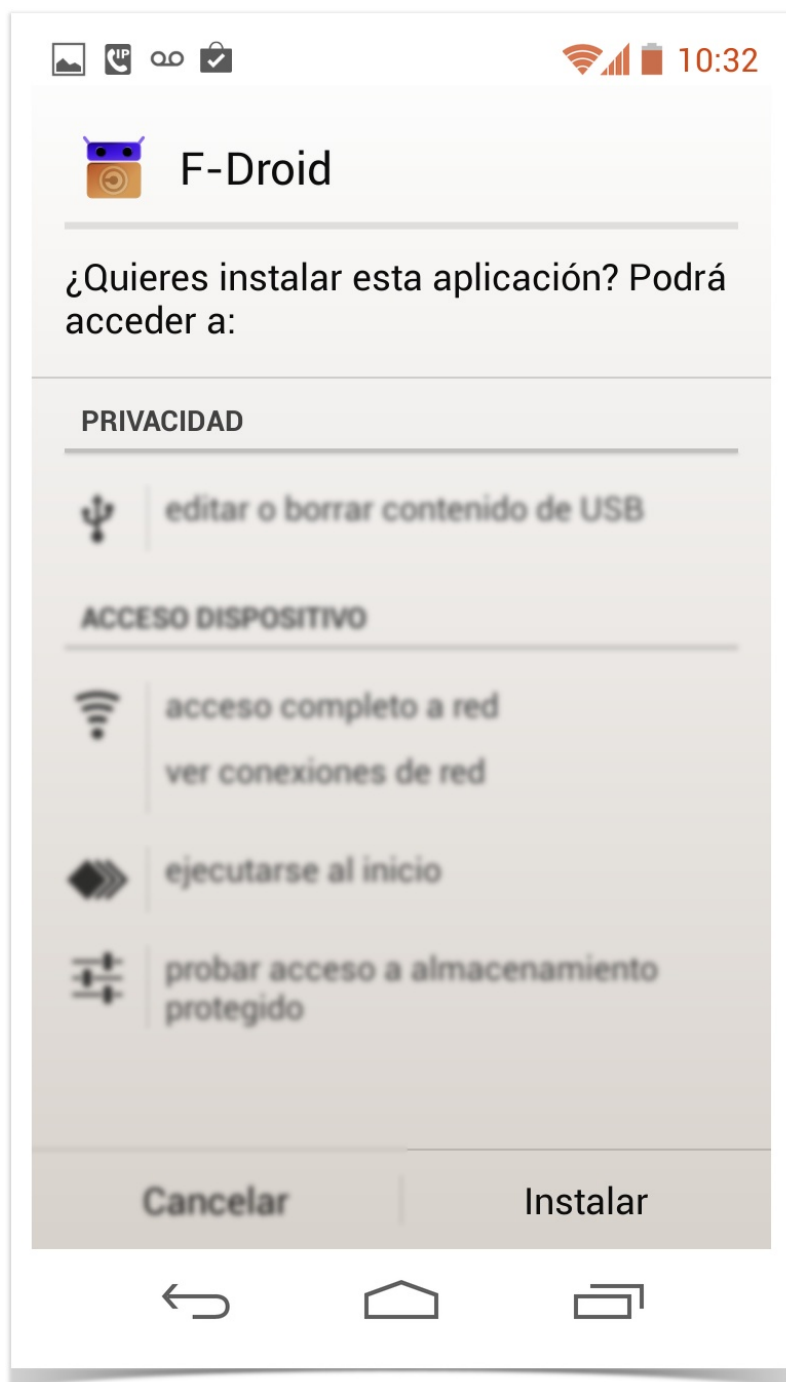 10:32
F-Droid
¿Quieres instalar esta aplicación? Podrá
acceder a:
PRIVACIDAD
editar o borrar contenido de USB
ACCESO DISPOSITIVO
acceso completo a red
ver conexiones de red
ejecutarse al inicio
probar acceso a almacenamiento
protegido
Cancelar
Instalar